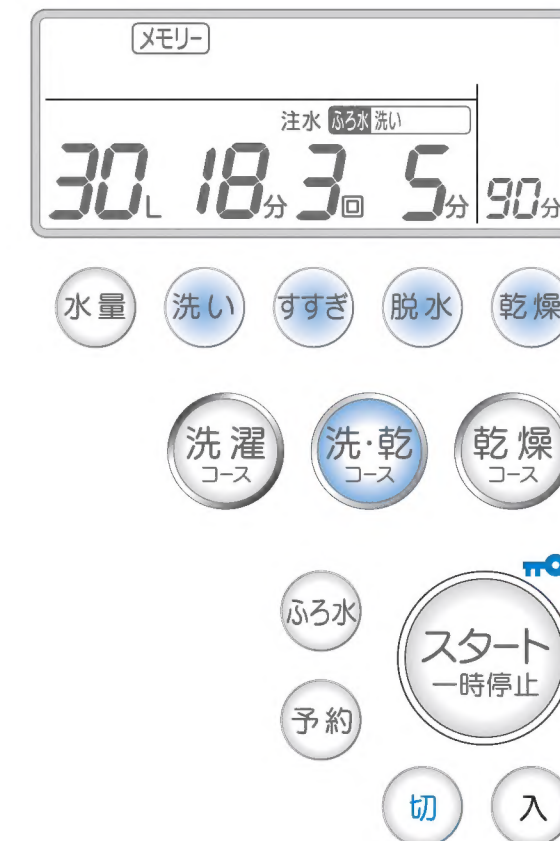 メモリー
注水 ふろ水 洗い
30L 18分 3回 5分 90分
水量 洗い すすぎ 脱水 乾燥
洗濯 洗・乾 乾燥
コース コース コース
ふろ水
スタート
一時停止
予約
切 入